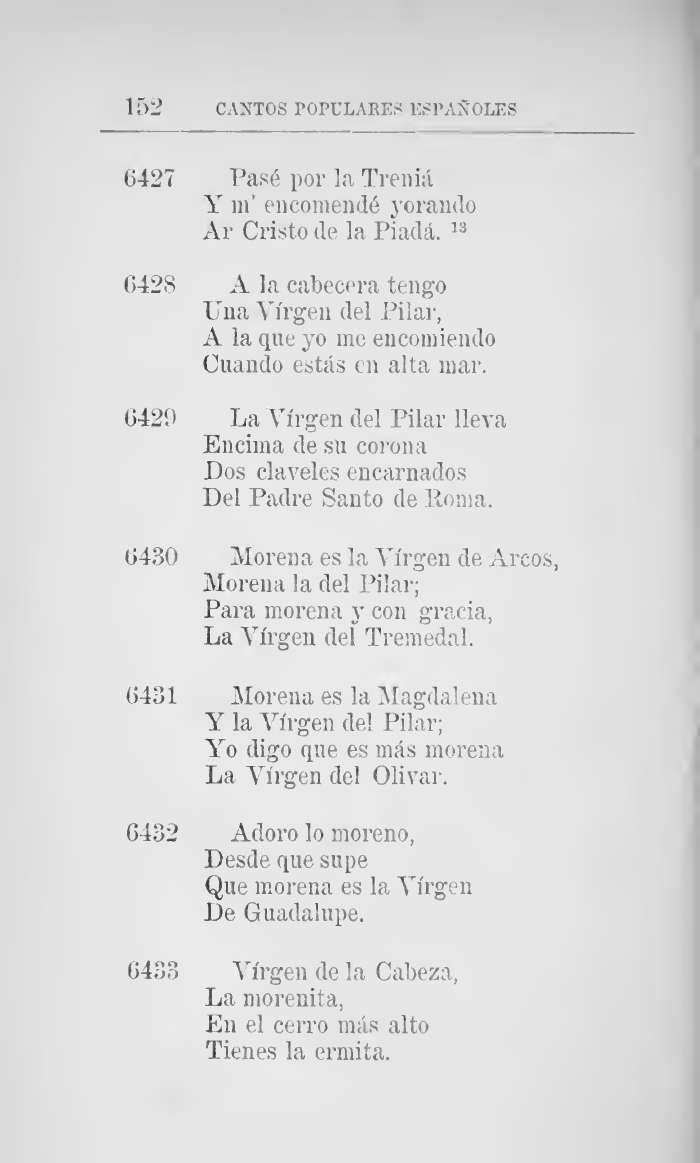 152 CANTOS POPULARES ESPAÑOLES
6427 Pasé por la Treniá
Y m' encomendé yorando
Ar Cristo de la Piadá. 13
6428 A la cabecera tengo
Una Vírgen del Pilar,
A la que yo me encomiendo
Cuando estás en alta mar.
6429 La Vírgen del Pilar lleva
Encima de su corona
Dos claveles encarnados
Del Padre Santo de Roma.
6430 Morena es la Vírgen de Arcos,
Morena la del Pilar;
Para morena y con gracia,
La Vírgen del Tremedal.
6431 Morena es la Magdalena
Y la Vírgen del Pilar;
Yo digo que es más morena
La Vírgen del Olivar.
6432 Adoro lo moreno,
Desde que supe
Que morena es la Vírgen
De Guadalupe.
6433 Vírgen de la Cabeza,
La morenita,
En el cerro más alto
Tienes la ermita.